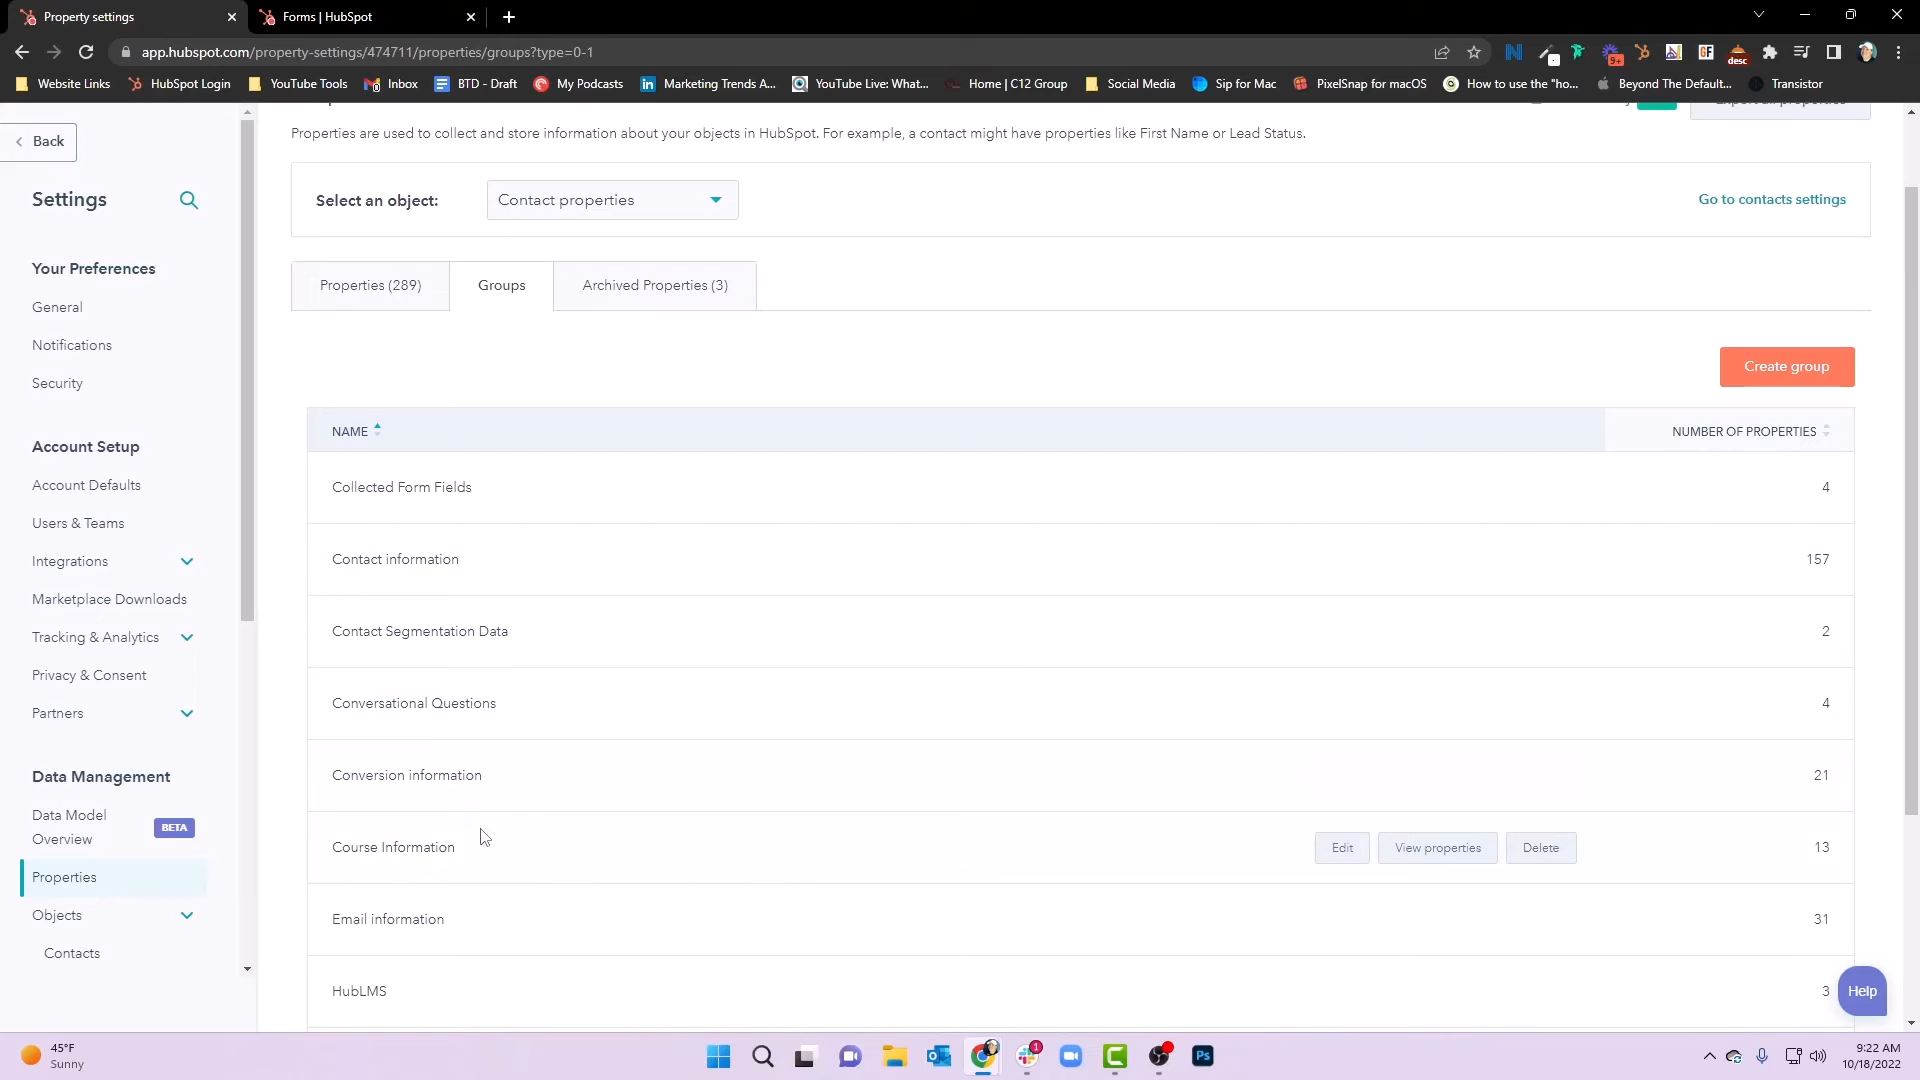 Property settings
Forms | HubSpot
app.hubspot.com/property-settings/474711/properties/groups?type=0-1
9+
desc
Website Links
HubSpot Login
YouTube Tools
Inbox
BTD - Draft
My Podcasts
Marketing Trends A...
YouTube Live: What...
Home | C12 Group
Social Media
Sip for Mac
PixelSnap for macOS
How to use the "ho...
Beyond The Default...
Transistor
Back
Settings
Your Preferences
General
Notifications
Security
Account Setup
Account Defaults
Users & Teams
Integrations
Marketplace Downloads
Tracking & Analytics
Privacy & Consent
Partners
Data Management
Data Model
Overview
BETA
Properties
Objects
Contacts
Properties are used to collect and store information about your objects in HubSpot. For example, a contact might have properties like First Name or Lead Status.
Select an object:
Contact properties
Go to contacts settings
Properties (289)
Groups
Archived Properties (3)
Create group
NAME
NUMBER OF PROPERTIES
Collected Form Fields
4
Contact information
157
Contact Segmentation Data
2
Conversational Questions
4
Conversion information
21
Course Information
Edit
View properties
Delete
13
Email information
31
HubLMS
3
Help
45°F
Sunny
1
Ps
9:22 AM
10/18/2022